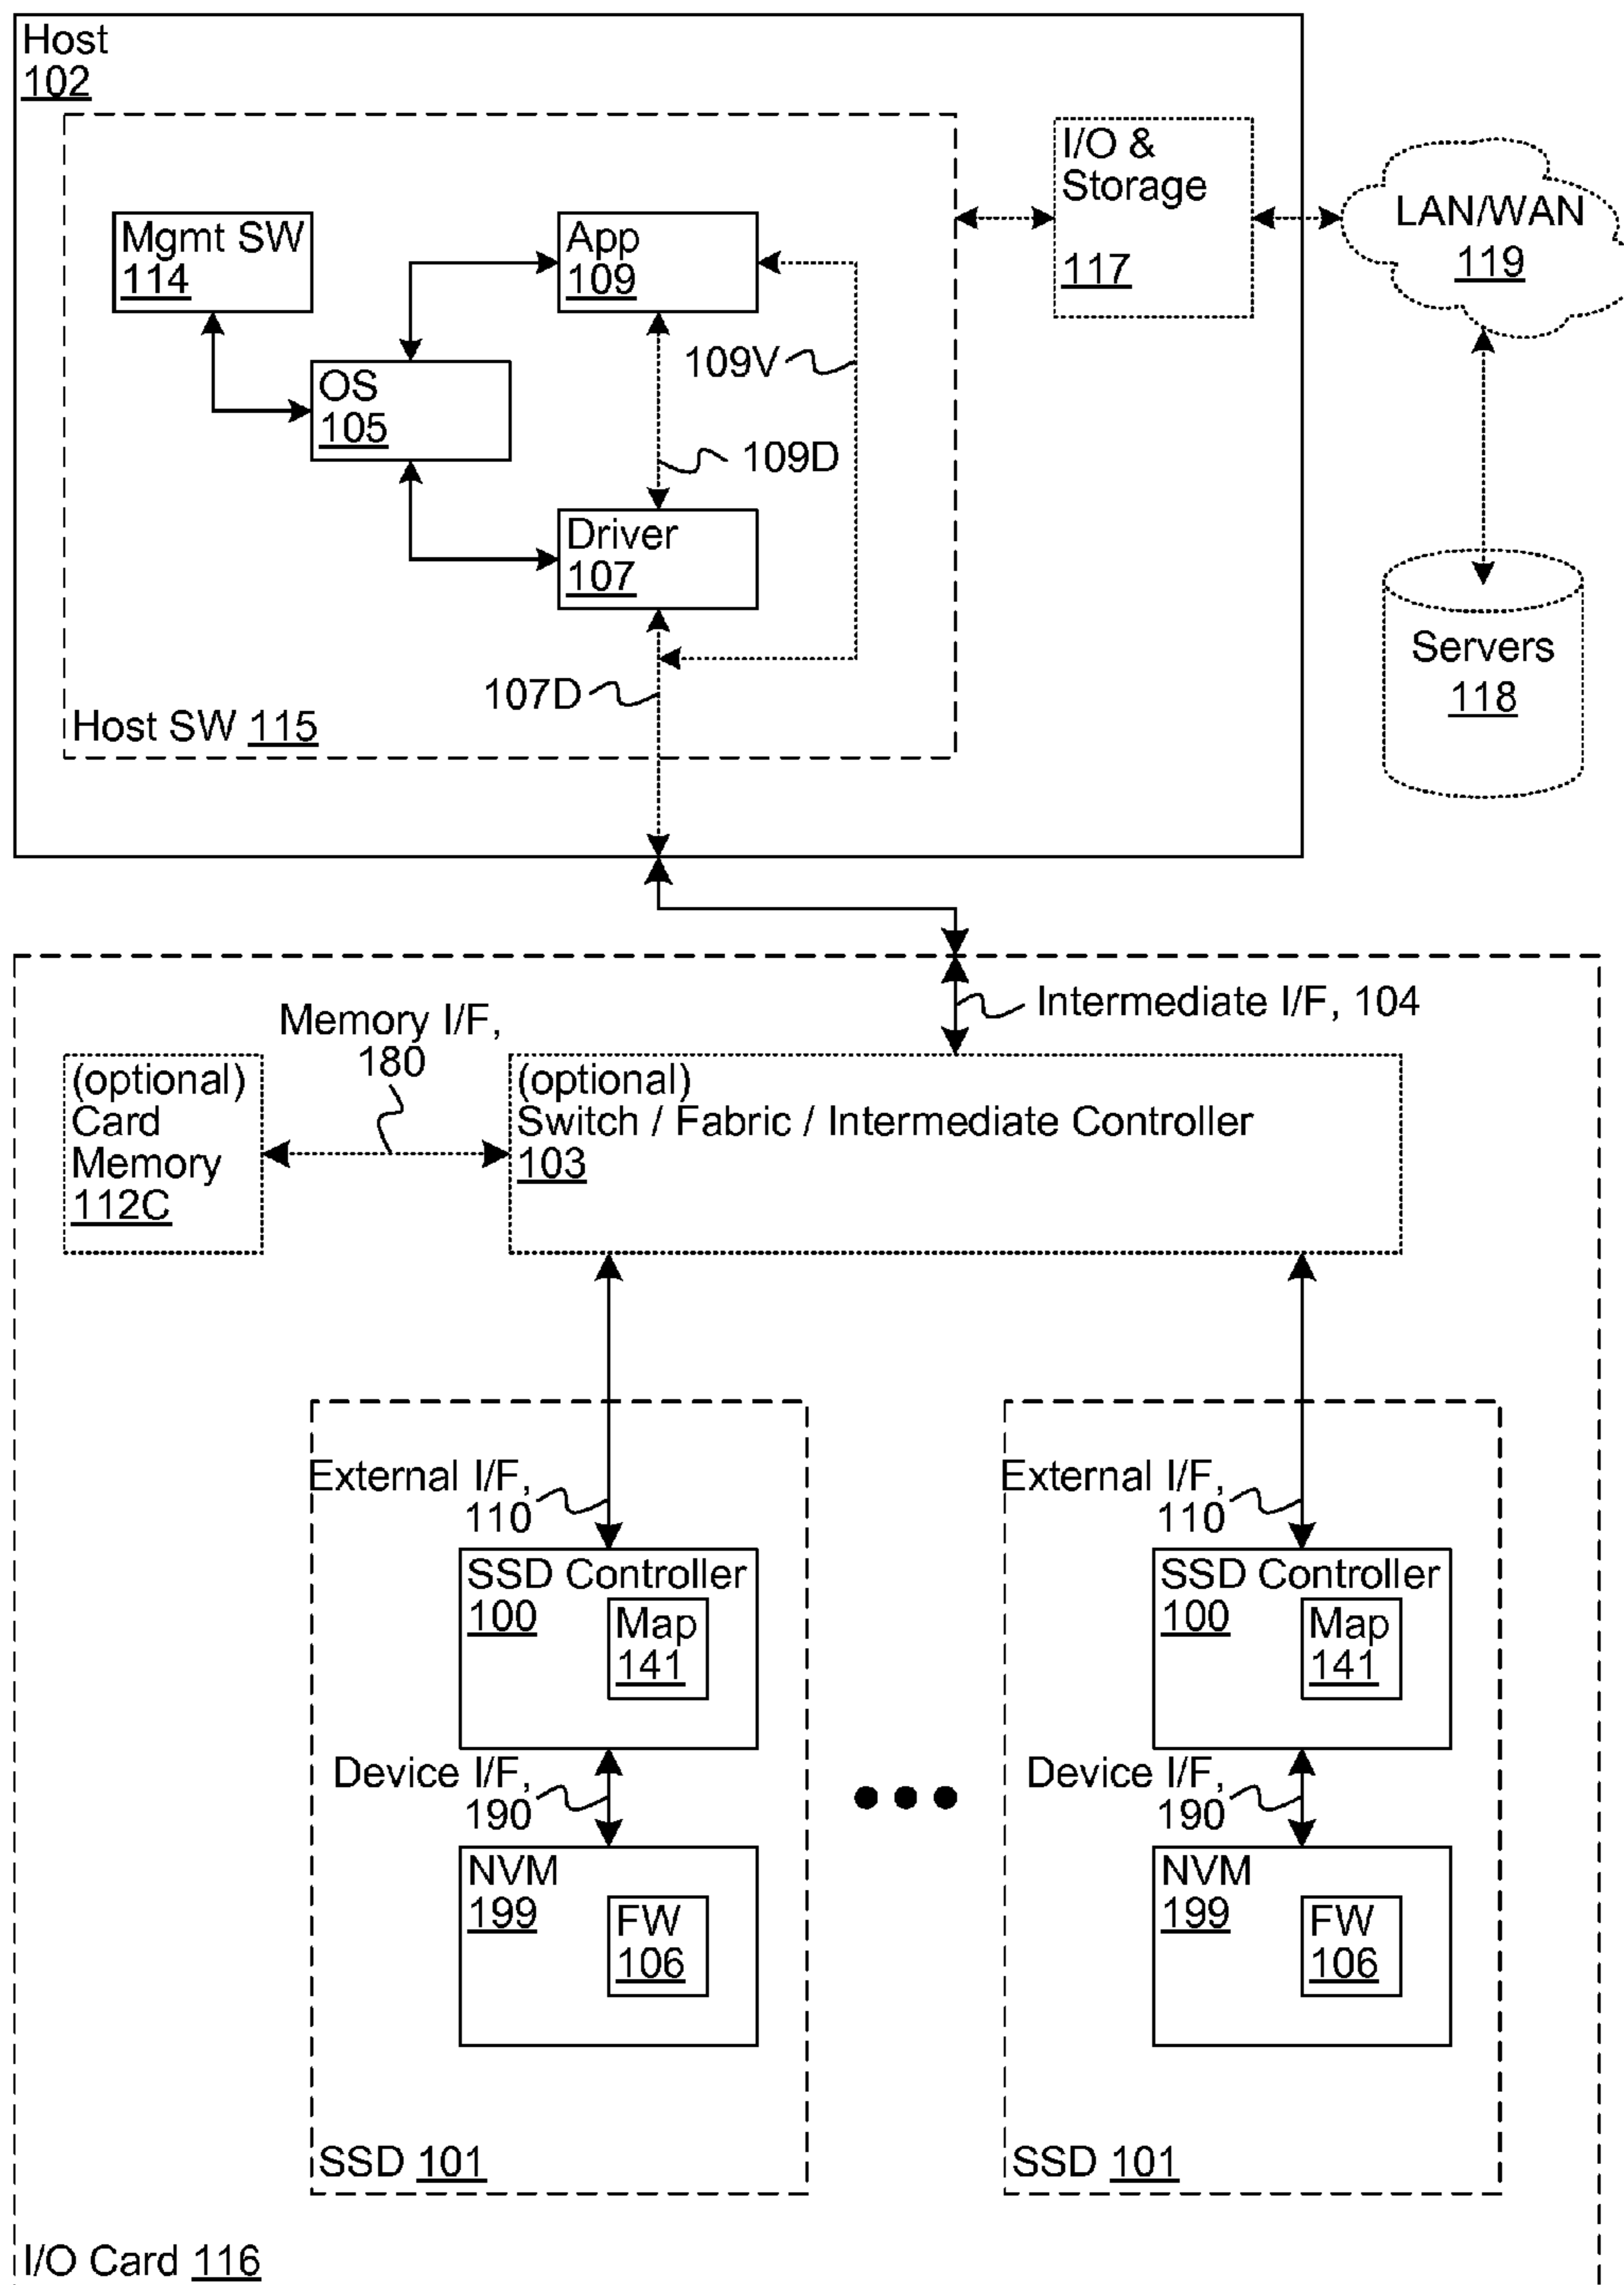 Host
102
I/O &
Storage
117
LAN/WAN
119
Mgmt SW
114
App
109
109V
OS
105
109D
Driver
107
107D
Servers
118
Host SW 115
Intermediate I/F, 104
Memory I/F,
180
(optional)
Card
Memory
112C
(optional)
Switch / Fabric / Intermediate Controller
103
External I/F,
110
SSD Controller
100
Map
141
Device I/F,
190
NVM
199
FW
106
SSD 101
External I/F,
110
SSD Controller
100
Map
141
Device I/F,
190
NVM
199
FW
106
SSD 101
I/O Card 116